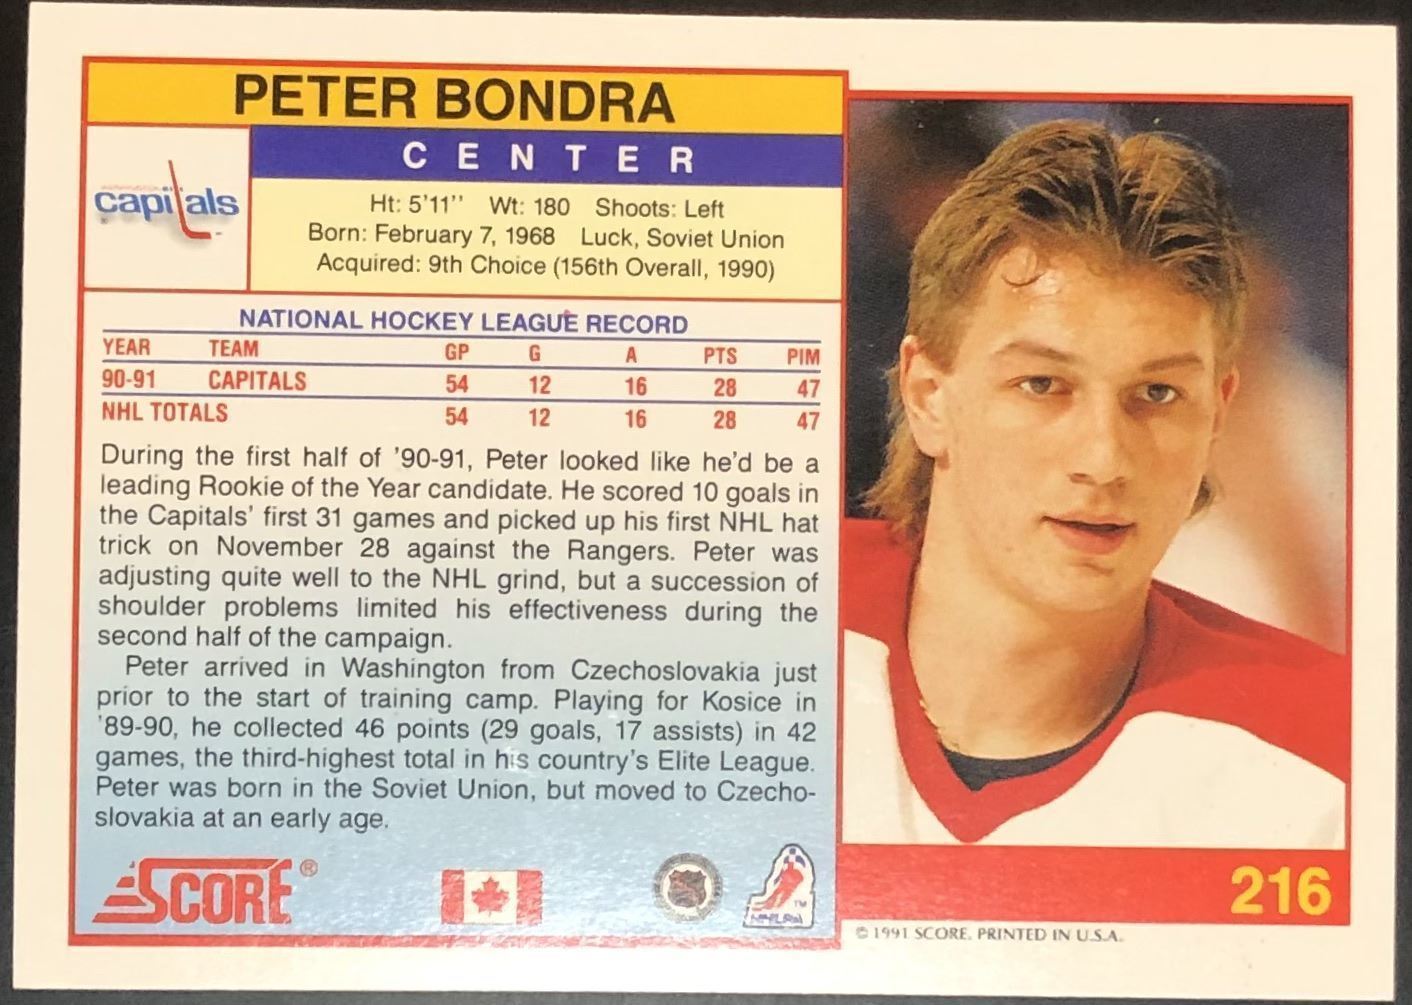 PETER BONDRA
CENTER
capitals
Ht: 5'11'' Wt: 180 Shoots: Left
Born: February 7, 1968 Luck, Soviet Union
Acquired: 9th Choice (156th Overall, 1990)
NATIONAL HOCKEY LEAGUE RECORD
YEAR TEAM GP G A PTS PIM
90-91 CAPITALS 54 12 16 28 47
NHL TOTALS 54 12 16 28 47
During the first half of '90-91, Peter looked like he'd be a
leading Rookie of the Year candidate. He scored 10 goals in
the Capitals' first 31 games and picked up his first NHL hat
trick on November 28 against the Rangers. Peter was
adjusting quite well to the NHL grind, but a succession of
shoulder problems limited his effectiveness during the
second half of the campaign.
Peter arrived in Washington from Czechoslovakia just
prior to the start of training camp. Playing for Kosice in
'89-90, he collected 46 points (29 goals, 17 assists) in 42
games, the third-highest total in his country's Elite League.
Peter was born in the Soviet Union, but moved to Czecho-
slovakia at an early age.
SCORE®
NHLPA TM
216
© 1991 SCORE, PRINTED IN U.S.A.